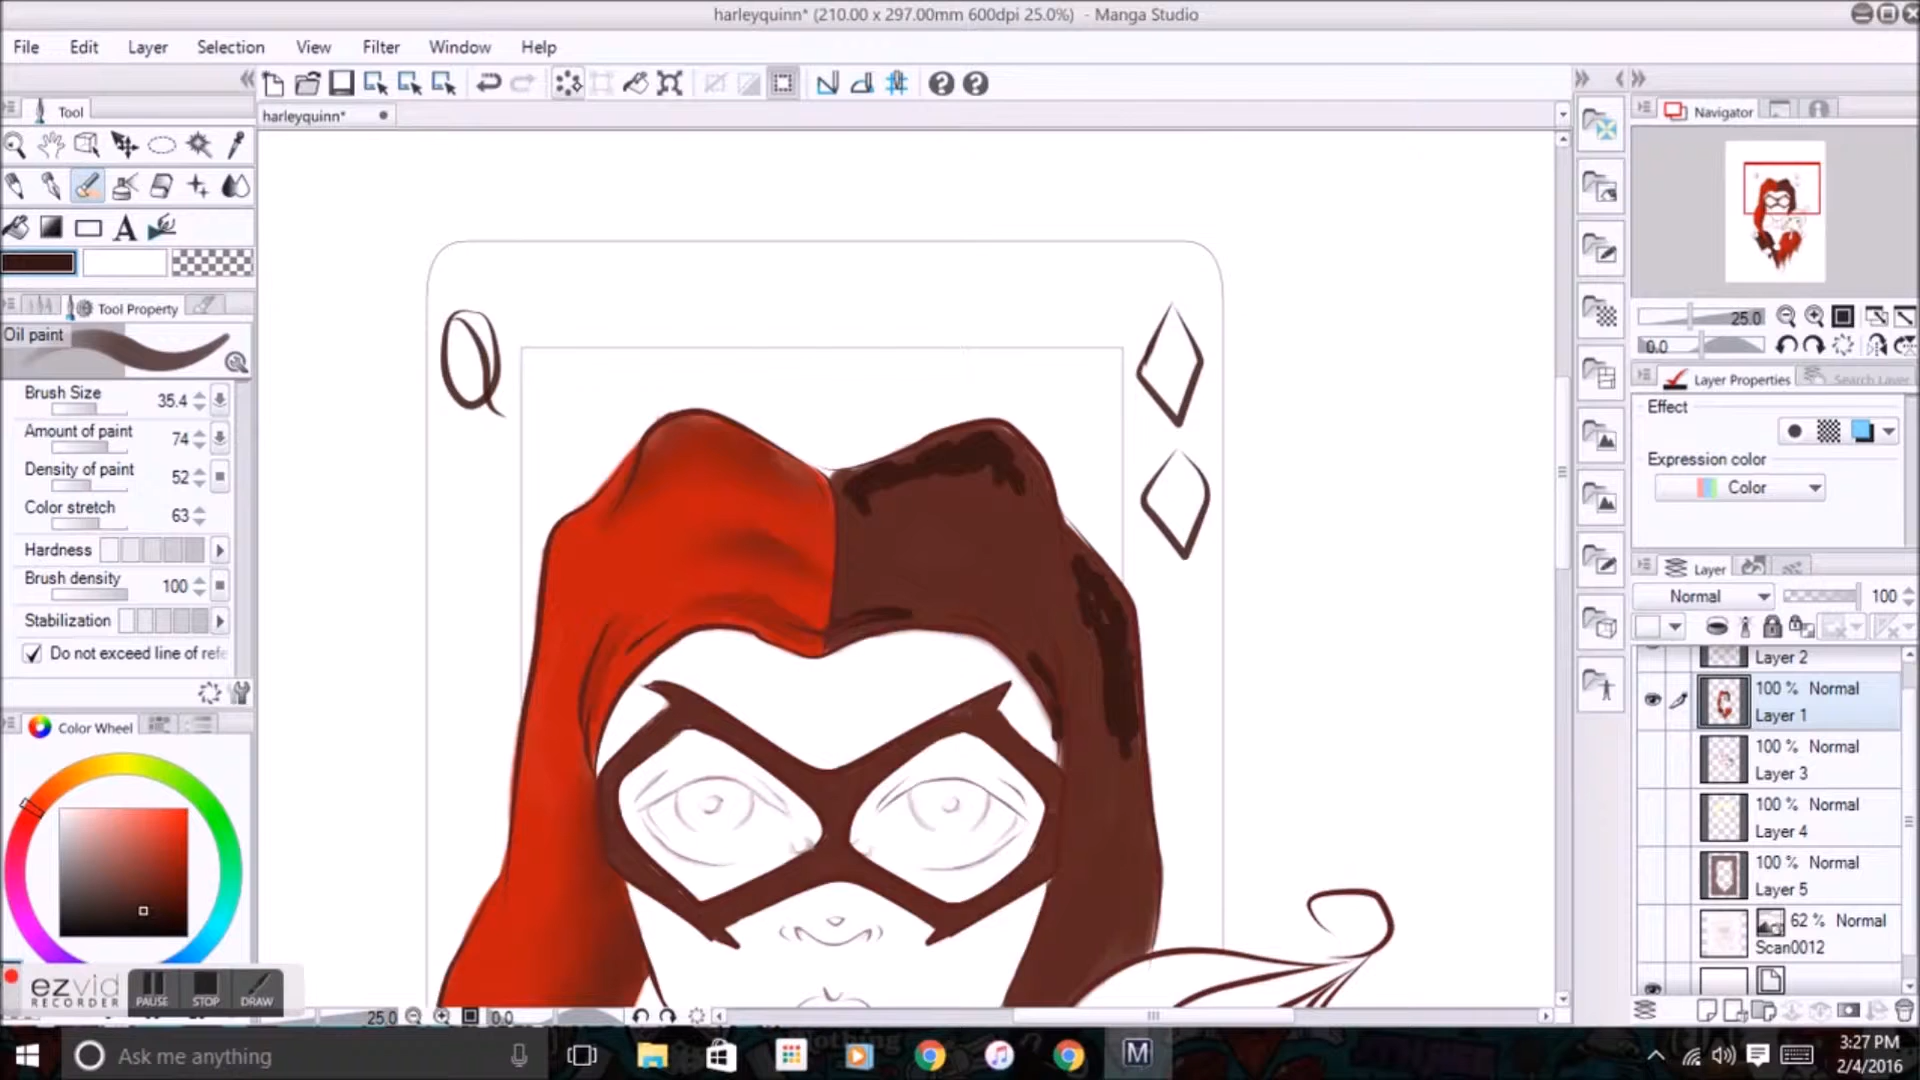 harleyquinn* (210.00 x 297.00mm 600dpi 25.0%) - Manga Studio
File Edit Layer Selection View Filter Window Help
Tool
harleyquinn*
Navigator
25.0
0.0
Tool Property
Oil paint
Brush Size 35.4
Amount of paint 74
Density of paint 52
Color stretch 63
Hardness
Brush density 100
Stabilization
Do not exceed line of refe
Color Wheel
Q
Layer Properties
Search Layer
Effect
Expression color
Color
Layer
Normal 100
Layer 2
100 % Normal
Layer 1
100 % Normal
Layer 3
100 % Normal
Layer 4
100 % Normal
Layer 5
62 % Normal
Scan0012
ezvid
RECORDER
PAUSE STOP DRAW
25.0 0.0
Ask me anything
3:27 PM
2/4/2016